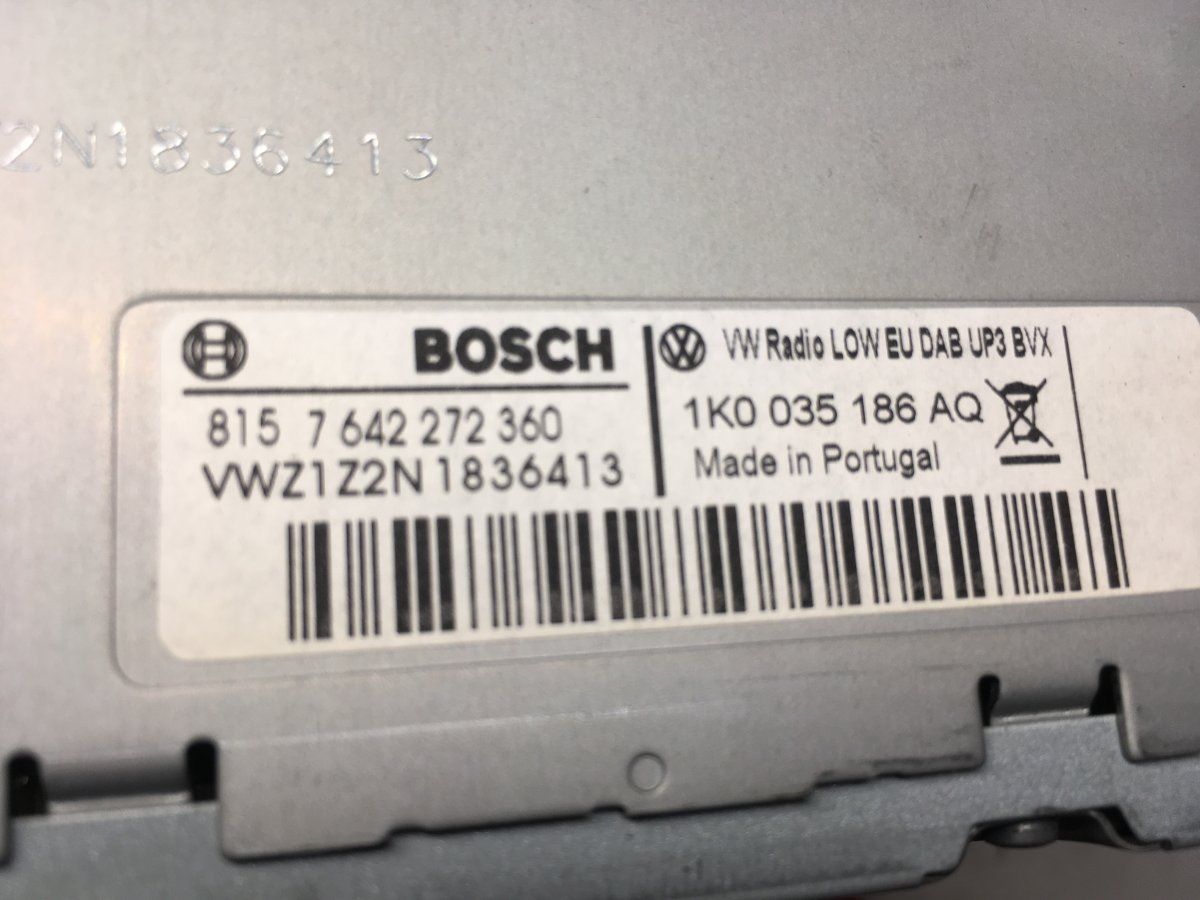 2N1836413
BOSCH
815 7 642 272 360
VWZ1Z2N1836413
VW Radio LOW EU DAB UP3 BVX
1K0 035 186 AQ
Made in Portugal